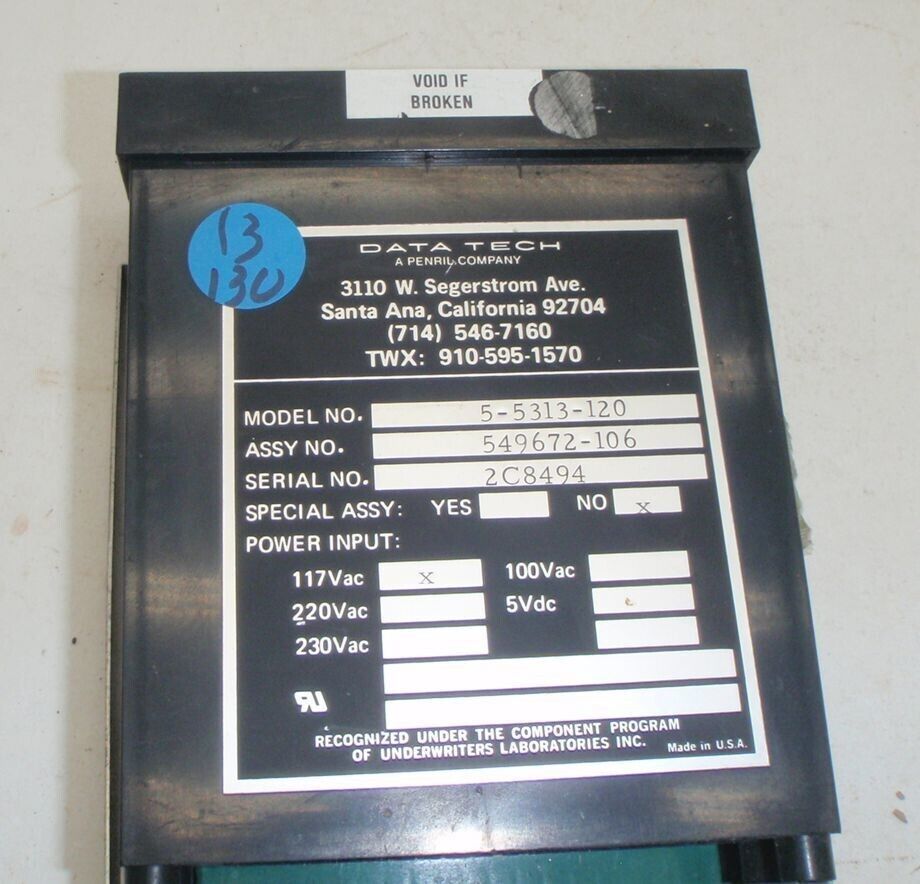 VOID IF
BROKEN
13
130
DATA TECH
A PENRIL COMPANY
3110 W. Segerstrom Ave.
Santa Ana, California 92704
(714) 546-7160
TWX: 910-595-1570
MODEL NO. 5-5313-120
ASSY NO. 549672-106
SERIAL NO. 2C8494
SPECIAL ASSY: YES NO x
POWER INPUT:
117Vac x 100Vac
220Vac 5Vdc
230Vac
RU
RECOGNIZED UNDER THE COMPONENT PROGRAM
OF UNDERWRITERS LABORATORIES INC. Made in U.S.A.